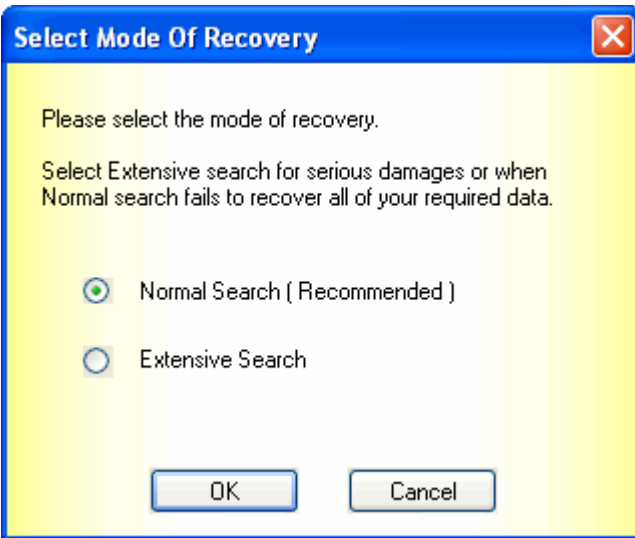 Select Mode Of Recovery
Please select the mode of recovery.
Select Extensive search for serious damages or when
Normal search fails to recover all of your required data.
Normal Search ( Recommended )
Extensive Search
OK
Cancel